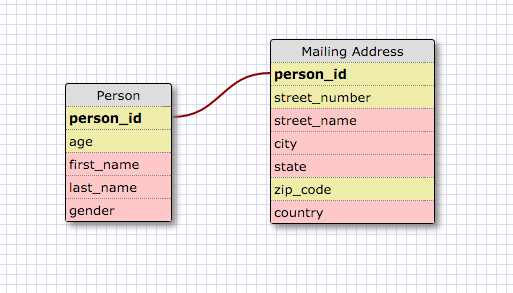 Person
person_id
age
first_name
last_name
gender
Mailing Address
person_id
street_number
street_name
city
state
zip_code
country